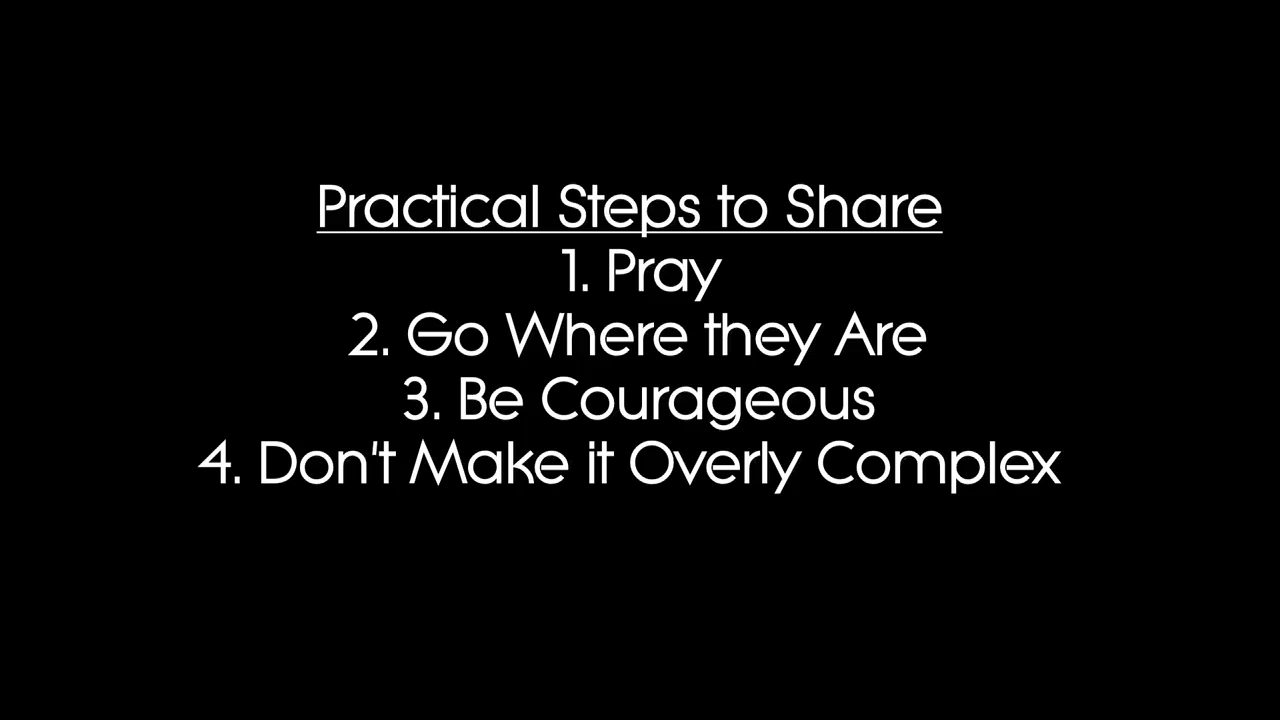 Practical Steps to Share
1. Pray
2. Go Where they Are
3. Be Courageous
4. Don't Make it Overly Complex